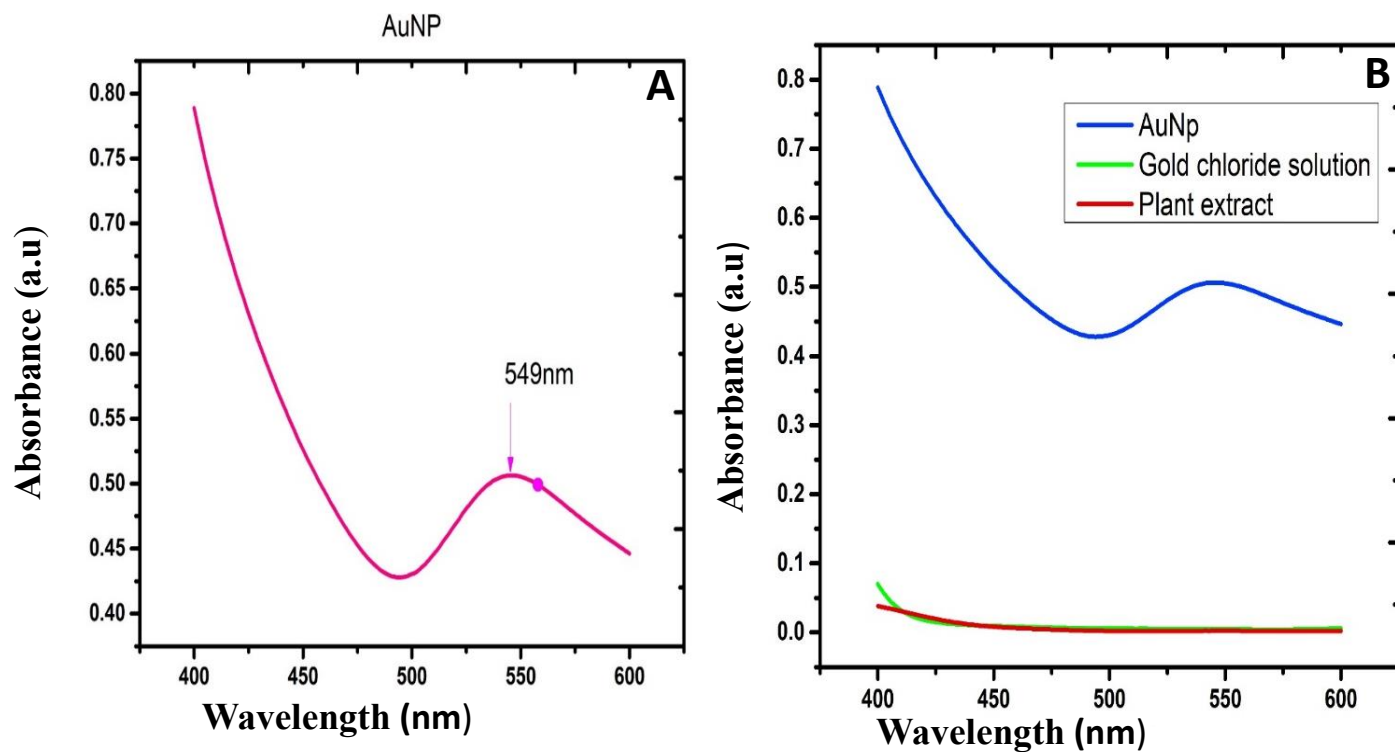 AuNP
A
0.80
0.75
0.70
0.65
0.60
0.55
0.50
0.45
0.40
549nm
400 450 500 550 600
Absorbance (a.u)
Wavelength (nm)
B
0.8
0.7
0.6
0.5
0.4
0.3
0.2
0.1
0.0
AuNp
Gold chloride solution
Plant extract
400 450 500 550 600
Absorbance (a.u)
Wavelength (nm)